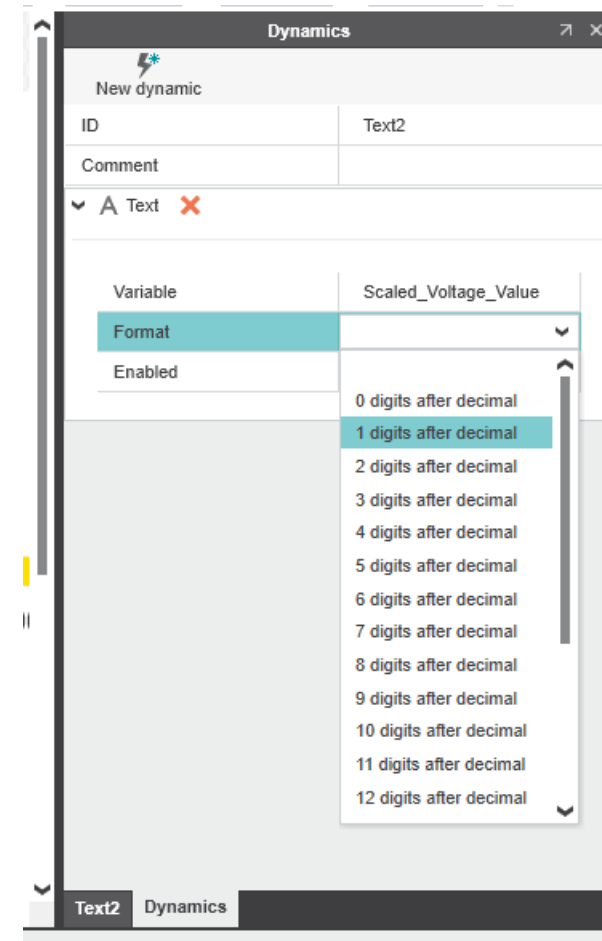 Dynamics
New dynamic
ID Text2
Comment
A Text
Variable Scaled_Voltage_Value
Format
Enabled
0 digits after decimal
1 digits after decimal
2 digits after decimal
3 digits after decimal
4 digits after decimal
5 digits after decimal
6 digits after decimal
7 digits after decimal
8 digits after decimal
9 digits after decimal
10 digits after decimal
11 digits after decimal
12 digits after decimal
Text2 Dynamics